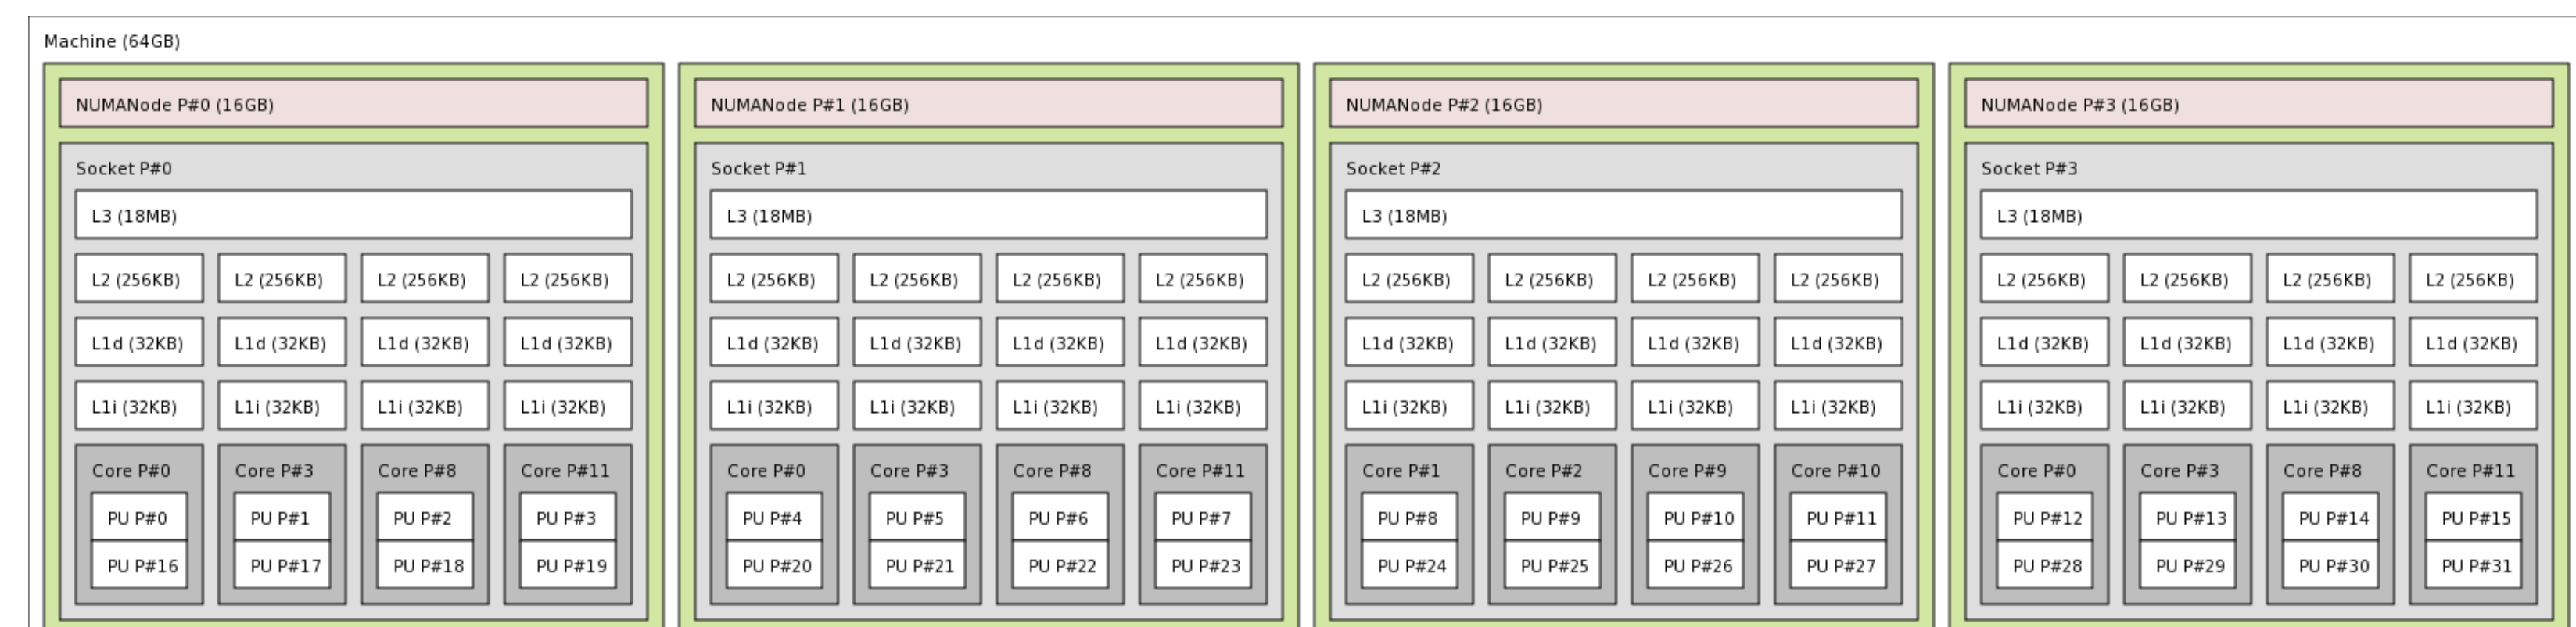 Machine (64GB)
NUMANode P#0 (16GB)
Socket P#0
L3 (18MB)
L2 (256KB) L2 (256KB) L2 (256KB) L2 (256KB)
L1d (32KB) L1d (32KB) L1d (32KB) L1d (32KB)
L1i (32KB) L1i (32KB) L1i (32KB) L1i (32KB)
Core P#0 Core P#3 Core P#8 Core P#11
PU P#0 PU P#1 PU P#2 PU P#3
PU P#16 PU P#17 PU P#18 PU P#19
NUMANode P#1 (16GB)
Socket P#1
L3 (18MB)
L2 (256KB) L2 (256KB) L2 (256KB) L2 (256KB)
L1d (32KB) L1d (32KB) L1d (32KB) L1d (32KB)
L1i (32KB) L1i (32KB) L1i (32KB) L1i (32KB)
Core P#0 Core P#3 Core P#8 Core P#11
PU P#4 PU P#5 PU P#6 PU P#7
PU P#20 PU P#21 PU P#22 PU P#23
NUMANode P#2 (16GB)
Socket P#2
L3 (18MB)
L2 (256KB) L2 (256KB) L2 (256KB) L2 (256KB)
L1d (32KB) L1d (32KB) L1d (32KB) L1d (32KB)
L1i (32KB) L1i (32KB) L1i (32KB) L1i (32KB)
Core P#1 Core P#2 Core P#9 Core P#10
PU P#8 PU P#9 PU P#10 PU P#11
PU P#24 PU P#25 PU P#26 PU P#27
NUMANode P#3 (16GB)
Socket P#3
L3 (18MB)
L2 (256KB) L2 (256KB) L2 (256KB) L2 (256KB)
L1d (32KB) L1d (32KB) L1d (32KB) L1d (32KB)
L1i (32KB) L1i (32KB) L1i (32KB) L1i (32KB)
Core P#0 Core P#3 Core P#8 Core P#11
PU P#12 PU P#13 PU P#14 PU P#15
PU P#28 PU P#29 PU P#30 PU P#31